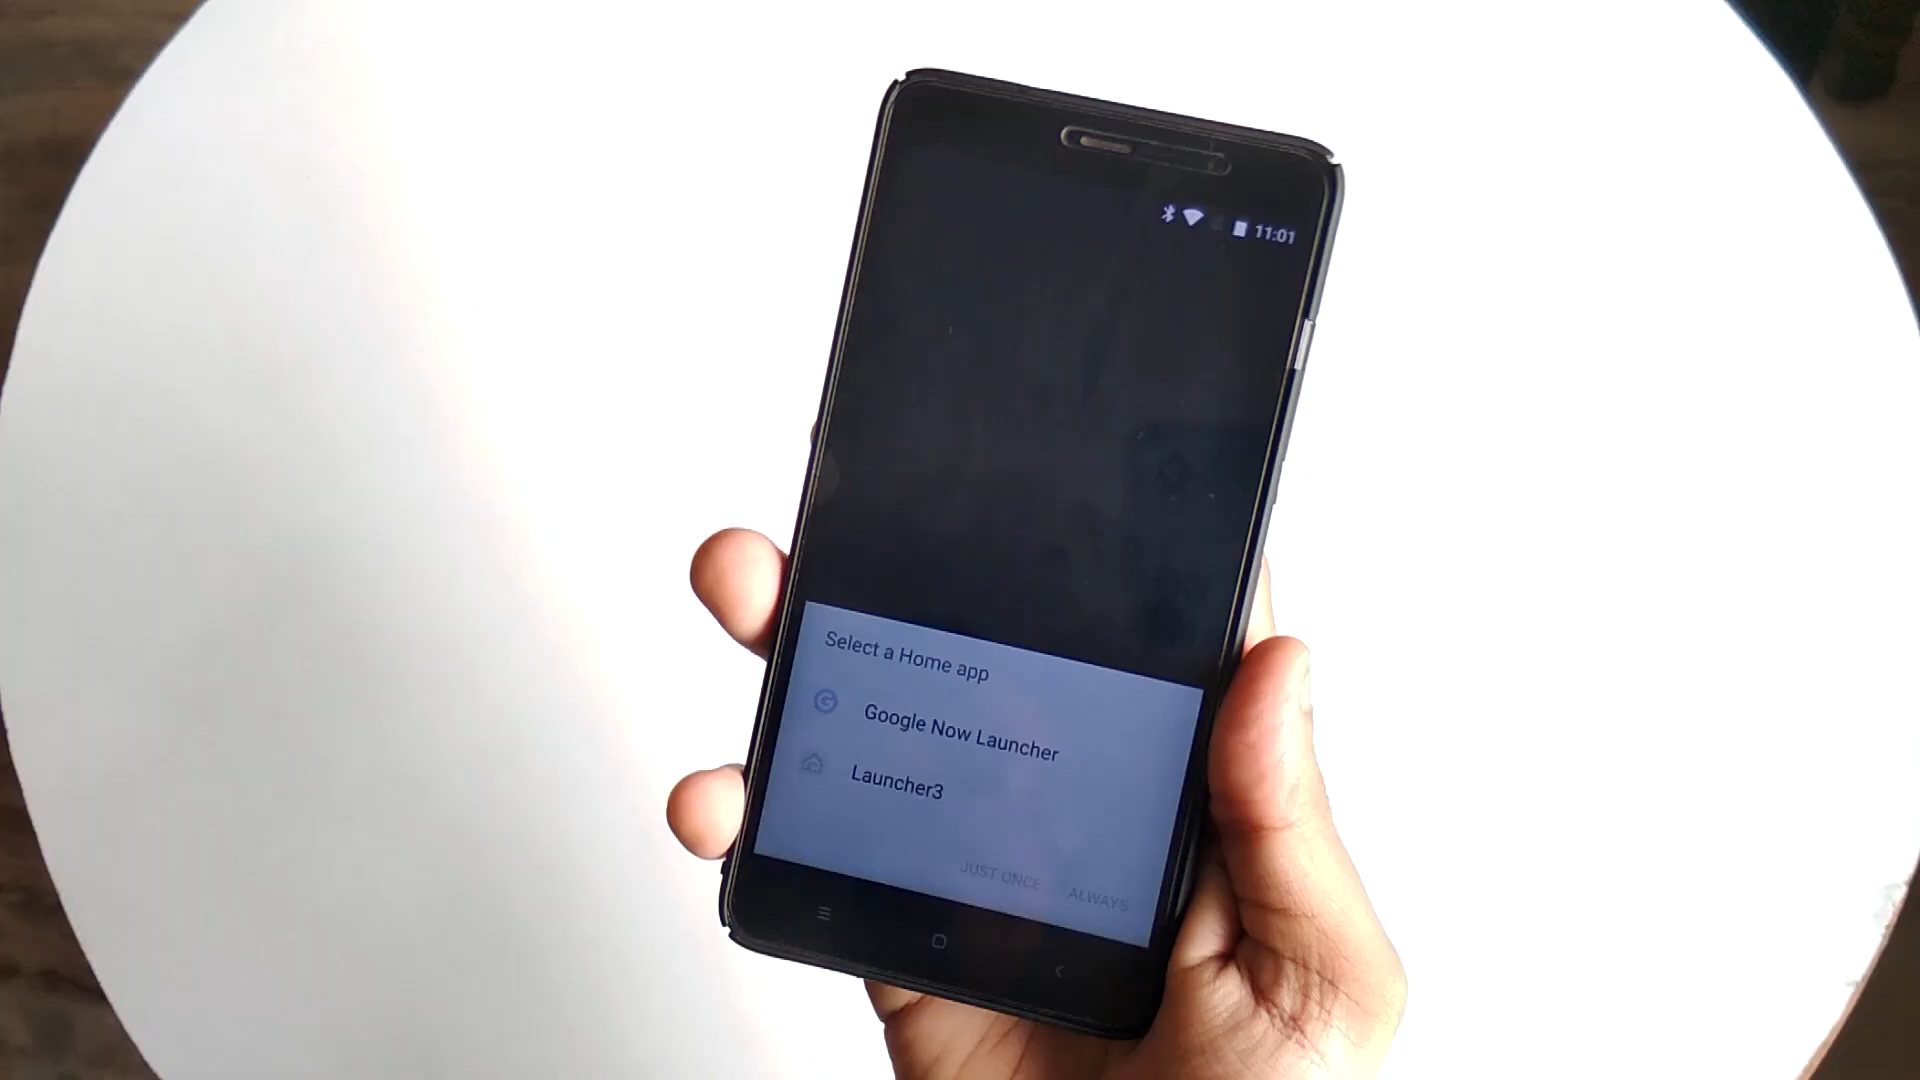 11:01
Select a Home app
Google Now Launcher
Launcher3
JUST ONCE ALWAYS